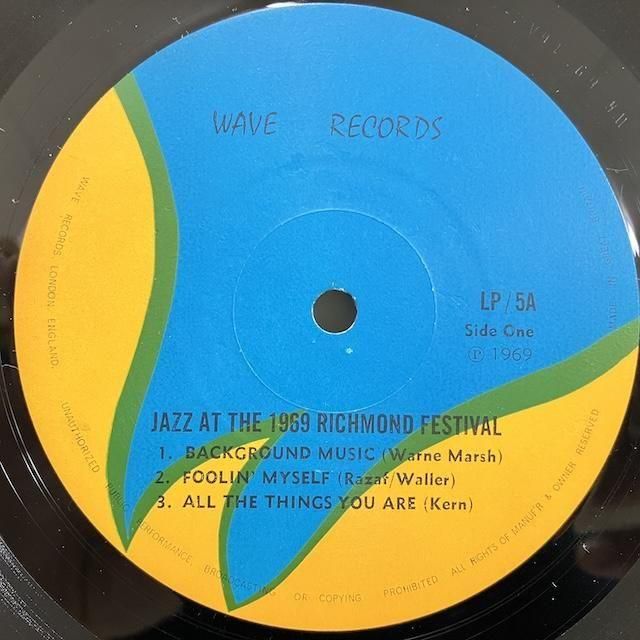 WAVE RECORDS
LP/5A
Side One
Ⓟ 1969
JAZZ AT THE 1969 RICHMOND FESTIVAL
1. BACKGROUND MUSIC (Warne Marsh)
2. FOOLIN' MYSELF (Razaf/Waller)
3. ALL THE THINGS YOU ARE (Kern)
WAVE RECORDS. LONDON. ENGLAND. UNAUTHORIZED PUBLIC PERFORMANCE, BROADCASTING OR COPYING PROHIBITED ALL RIGHTS OF MANUF'R & OWNER RESERVED